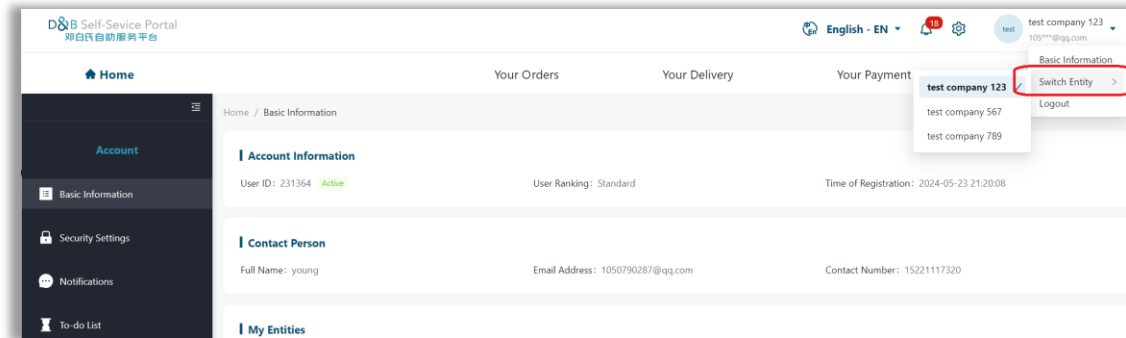 D&B Self-Sevice Portal
邓白氏自助服务平台
English - EN
18
test
test company 123
105***@qq.com
Home
Your Orders
Your Delivery
Your Payment
Basic Information
Switch Entity >
Logout
test company 123
test company 567
test company 789
Account
Basic Information
Security Settings
Notifications
To-do List
Home / Basic Information
Account Information
User ID: 231364 Active
User Ranking: Standard
Time of Registration: 2024-05-23 21:20:08
Contact Person
Full Name: young
Email Address: 1050790287@qq.com
Contact Number: 15221117320
My Entities